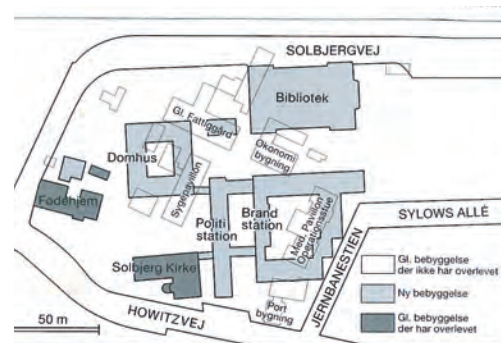 SOLBJERGVEJ
Bibliotek
Gl. Fattiggård
Økonomi
bygning
Domhus
Sygepavillon
Fødehjem
Politi
station
Brand
station
Med. Pavillon
Operationsstue
SYLOWS ALLÉ
Solbjerg Kirke
Port
bygning
JERNBANESTIEN
HOWITZVEJ
50 m
Gl. bebyggelse
der ikke har overlevet
Ny bebyggelse
Gl. bebyggelse
der har overlevet